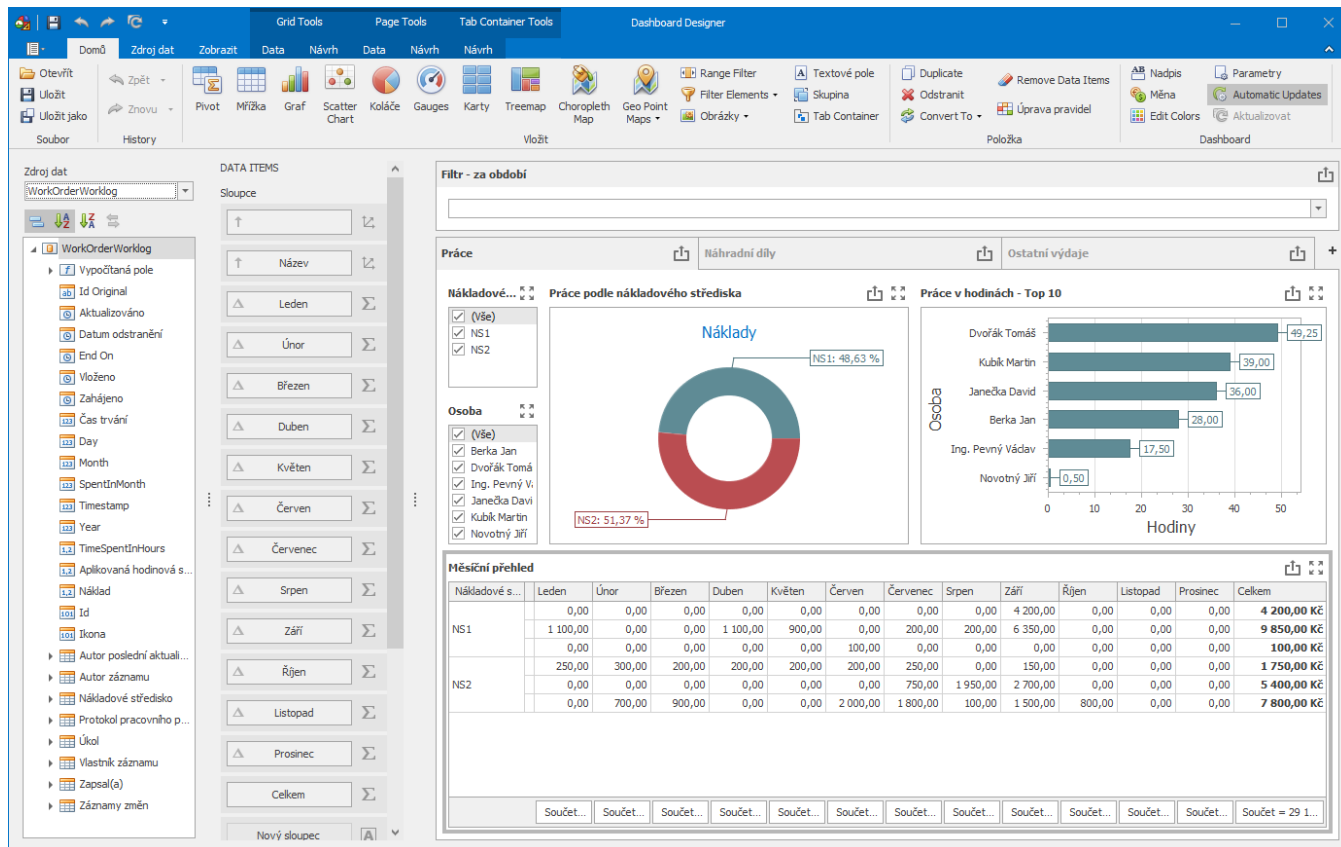 Grid Tools Page Tools Tab Container Tools Dashboard Designer
Domů Zdroj dat Zobrazit Data Návrh Data Návrh Návrh
Otevřít
Uložit
Uložit jako
Soubor
Zpět
Znovu
History
Pivot Mřížka Graf Scatter Chart Koláče Gauges Karty Treemap Choropleth Map Geo Point Maps
Range Filter
Filter Elements
Obrázky
Textové pole
Skupina
Tab Container
Vložit
Duplicate
Odstranit
Convert To
Remove Data Items
Úprava pravidel
Položka
Nadpis
Měna
Edit Colors
Parametry
Automatic Updates
Aktualizovat
Dashboard
Zdroj dat
WorkOrderWorklog
WorkOrderWorklog
Vypočítaná pole
Id Original
Aktualizováno
Datum odstranění
End On
Vloženo
Zahájeno
Čas trvání
Day
Month
SpentInMonth
Timestamp
Year
TimeSpentInHours
Aplikovaná hodinová s...
Náklad
Id
Ikona
Autor poslední aktuali...
Autor záznamu
Nákladové středisko
Protokol pracovního p...
Úkol
Vlastník záznamu
Zapsal(a)
Záznamy změn
DATA ITEMS
Sloupce
Název
Leden
Únor
Březen
Duben
Květen
Červen
Červenec
Srpen
Září
Říjen
Listopad
Prosinec
Celkem
Nový sloupec
Filtr - za období
Práce Náhradní díly Ostatní výdaje
Nákladové...
(Vše)
NS1
NS2
Osoba
(Vše)
Berka Jan
Dvořák Tomá
Ing. Pevný V
Janečka Davi
Kubík Martin
Novotný Jiří
Práce podle nákladového střediska
Náklady
NS1: 48,63 %
NS2: 51,37 %
Práce v hodinách - Top 10
Osoba
Dvořák Tomáš 49,25
Kubík Martin 39,00
Janečka David 36,00
Berka Jan 28,00
Ing. Pevný Václav 17,50
Novotný Jiří 0,50
0 10 20 30 40 50
Hodiny
Měsíční přehled
Nákladové s... Leden Únor Březen Duben Květen Červen Červenec Srpen Září Říjen Listopad Prosinec Celkem
0,00 0,00 0,00 0,00 0,00 0,00 0,00 0,00 4 200,00 0,00 0,00 0,00 4 200,00 Kč
NS1 1 100,00 0,00 0,00 1 100,00 900,00 0,00 200,00 200,00 6 350,00 0,00 0,00 0,00 9 850,00 Kč
0,00 0,00 0,00 0,00 0,00 100,00 0,00 0,00 0,00 0,00 0,00 0,00 100,00 Kč
250,00 300,00 200,00 200,00 200,00 200,00 250,00 0,00 150,00 0,00 0,00 0,00 1 750,00 Kč
NS2 0,00 0,00 0,00 0,00 0,00 0,00 750,00 1 950,00 2 700,00 0,00 0,00 0,00 5 400,00 Kč
0,00 700,00 900,00 0,00 0,00 2 000,00 1 800,00 100,00 1 500,00 800,00 0,00 0,00 7 800,00 Kč
Součet... Součet... Součet... Součet... Součet... Součet... Součet... Součet... Součet... Součet... Součet... Součet... Součet = 29 1...